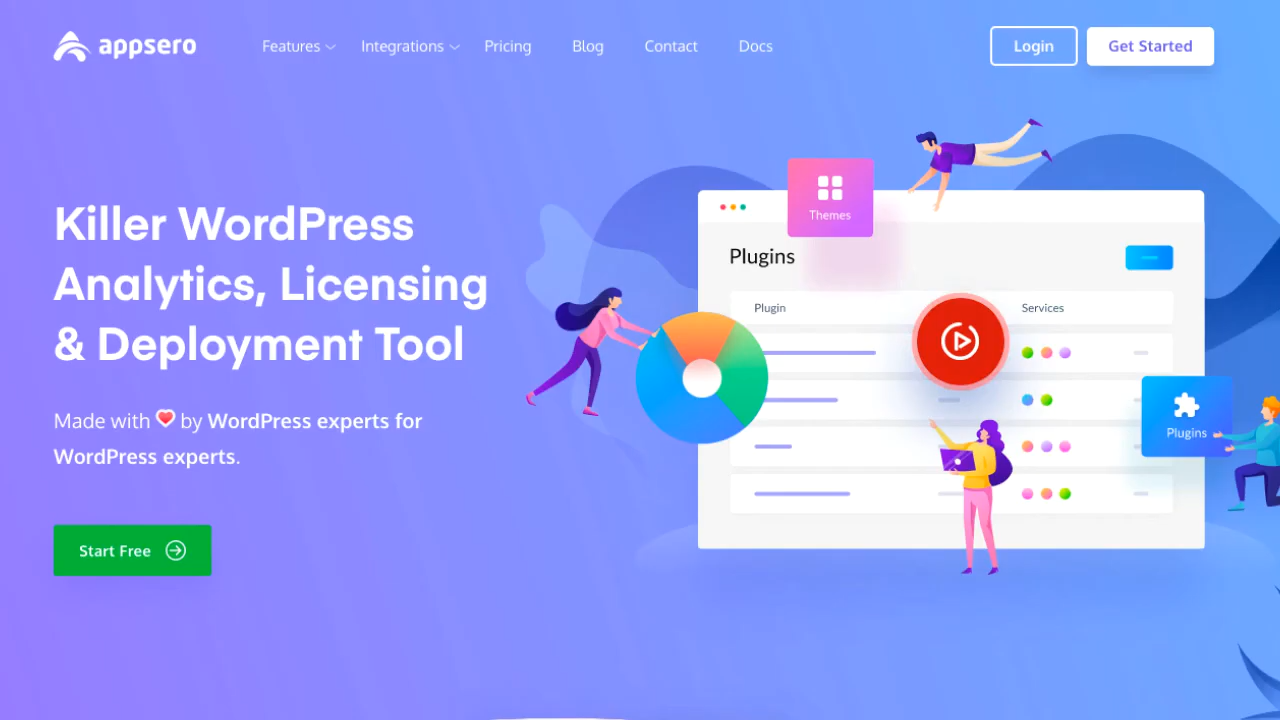 appsero
Features
Integrations
Pricing
Blog
Contact
Docs
Login
Get Started
Killer WordPress
Analytics, Licensing
& Deployment Tool
Made with by WordPress experts for
WordPress experts.
Start Free
Themes
Plugins
Plugin
Services
Plugins